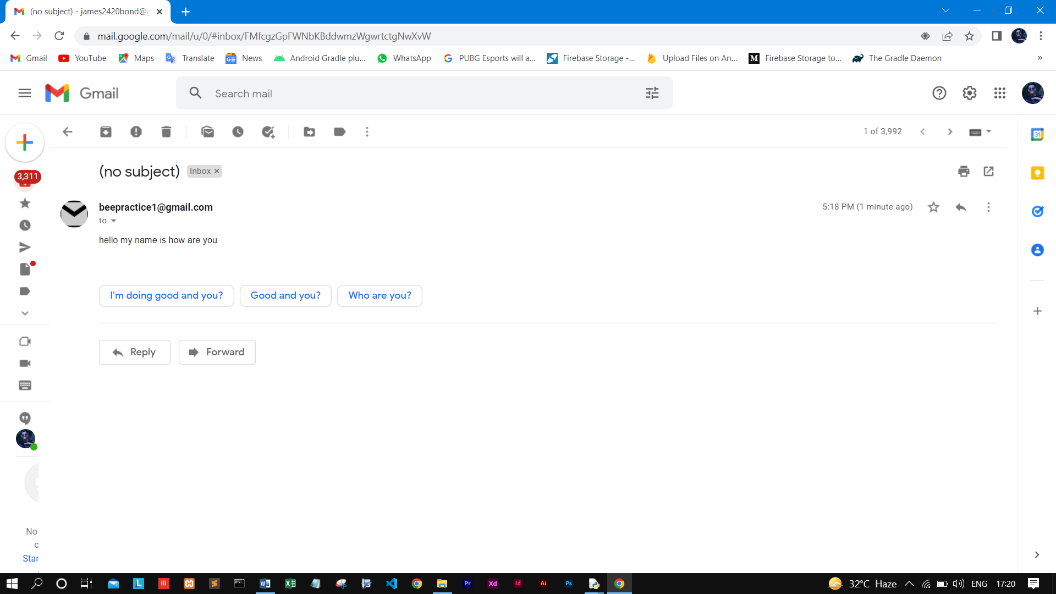 (no subject) - james2420bond@g
mail.google.com/mail/u/0/#inbox/FMfcgzGpFWNbKBddwmzWgwrtctgNwXvW
Gmail YouTube Maps Translate News Android Gradle plu... WhatsApp PUBG Esports will a... Firebase Storage -... Upload Files on An... Firebase Storage to... The Gradle Daemon »
Gmail Search mail
1 of 3,992
(no subject) Inbox ×
3,311
beepractice1@gmail.com 5:18 PM (1 minute ago)
to
hello my name is how are you
I'm doing good and you? Good and you? Who are you?
Reply Forward
No
c
Star
32°C Haze ENG 17:20